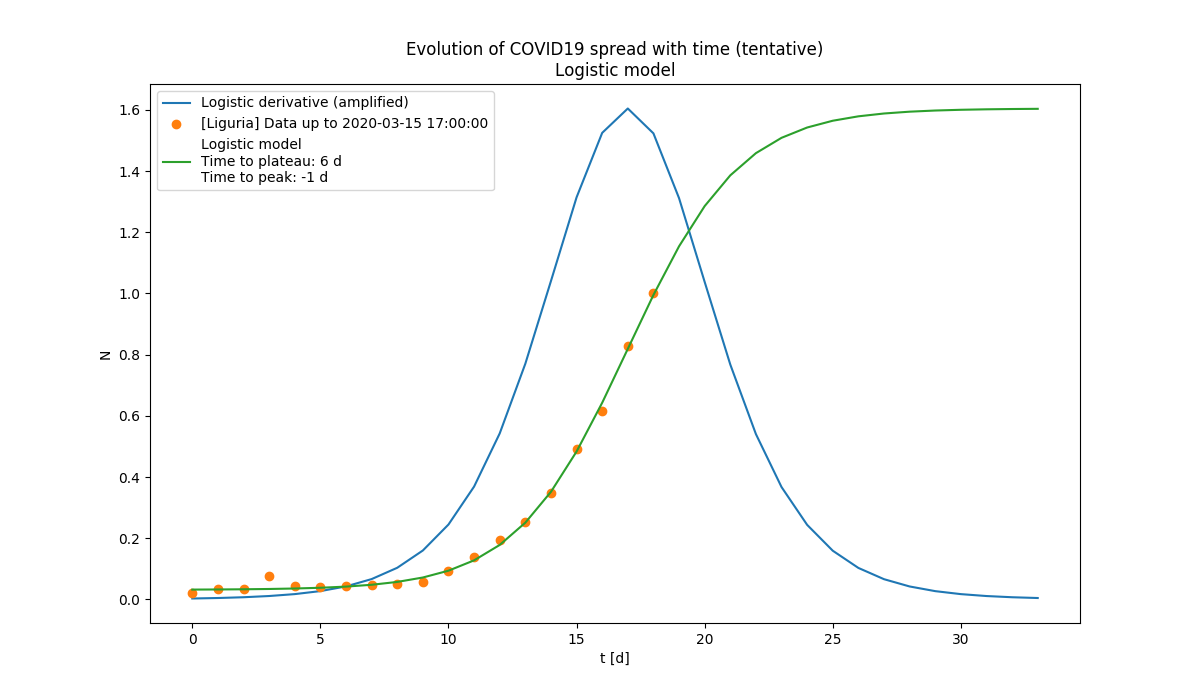 Evolution of COVID19 spread with time (tentative)
Logistic model
Logistic derivative (amplified)
[Liguria] Data up to 2020-03-15 17:00:00
Logistic model
Time to plateau: 6 d
Time to peak: -1 d
N
1.6
1.4
1.2
1.0
0.8
0.6
0.4
0.2
0.0
0 5 10 15 20 25 30
t [d]